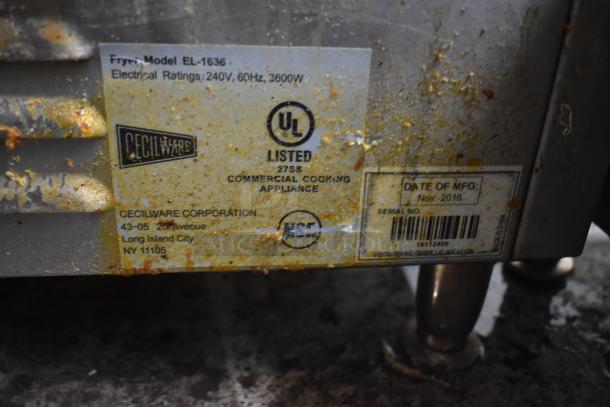 Fryer Model EL-1636
Electrical Ratings: 240V, 60Hz, 3600W
CECILWARE
UL
LISTED
27SS
COMMERCIAL COOKING
APPLIANCE
CECILWARE CORPORATION
43-05 20 Avenue
Long Island City
NY 11105
NSF
DATE OF MFG:
Nov.-2016
SERIAL NO.
16112499